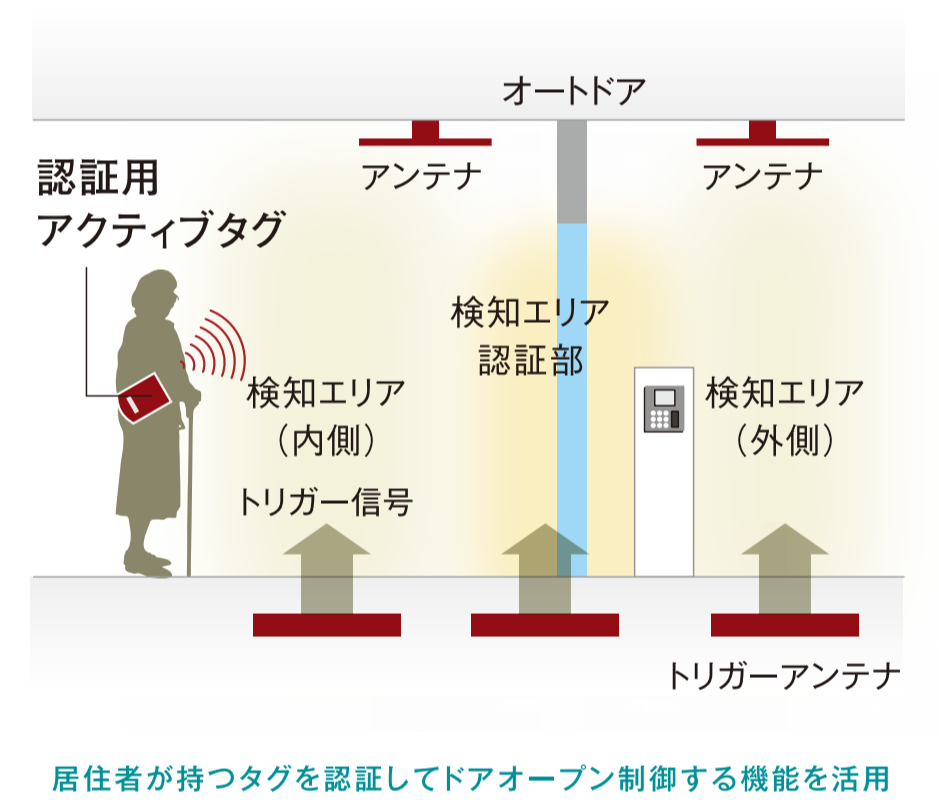 オートドア
アンテナ
アンテナ
認証用
アクティブタグ
検知エリア
認証部
検知エリア
（内側）
検知エリア
（外側）
トリガー信号
トリガーアンテナ
居住者が持つタグを認証してドアオープン制御する機能を活用